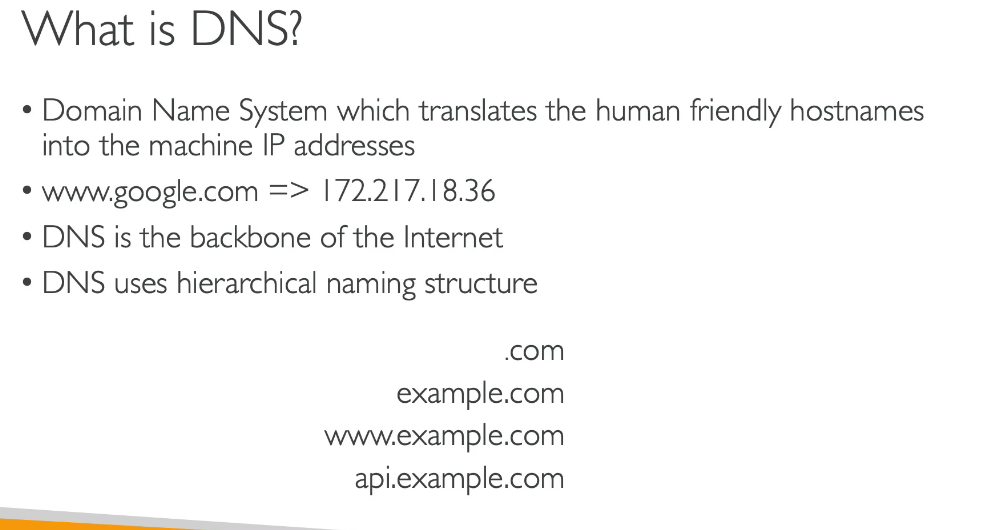 What is DNS?
• Domain Name System which translates the human friendly hostnames
into the machine IP addresses
• www.google.com => 172.217.18.36
• DNS is the backbone of the Internet
• DNS uses hierarchical naming structure
.com
example.com
www.example.com
api.example.com